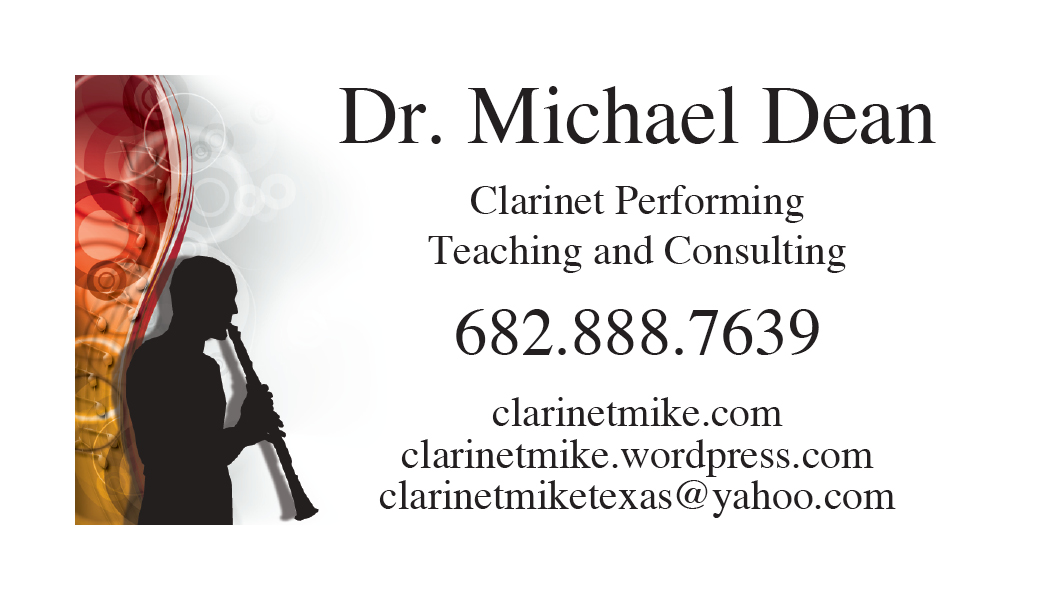 Dr. Michael Dean
Clarinet Performing
Teaching and Consulting
682.888.7639
clarinetmike.com
clarinetmike.wordpress.com
clarinetmiketexas@yahoo.com